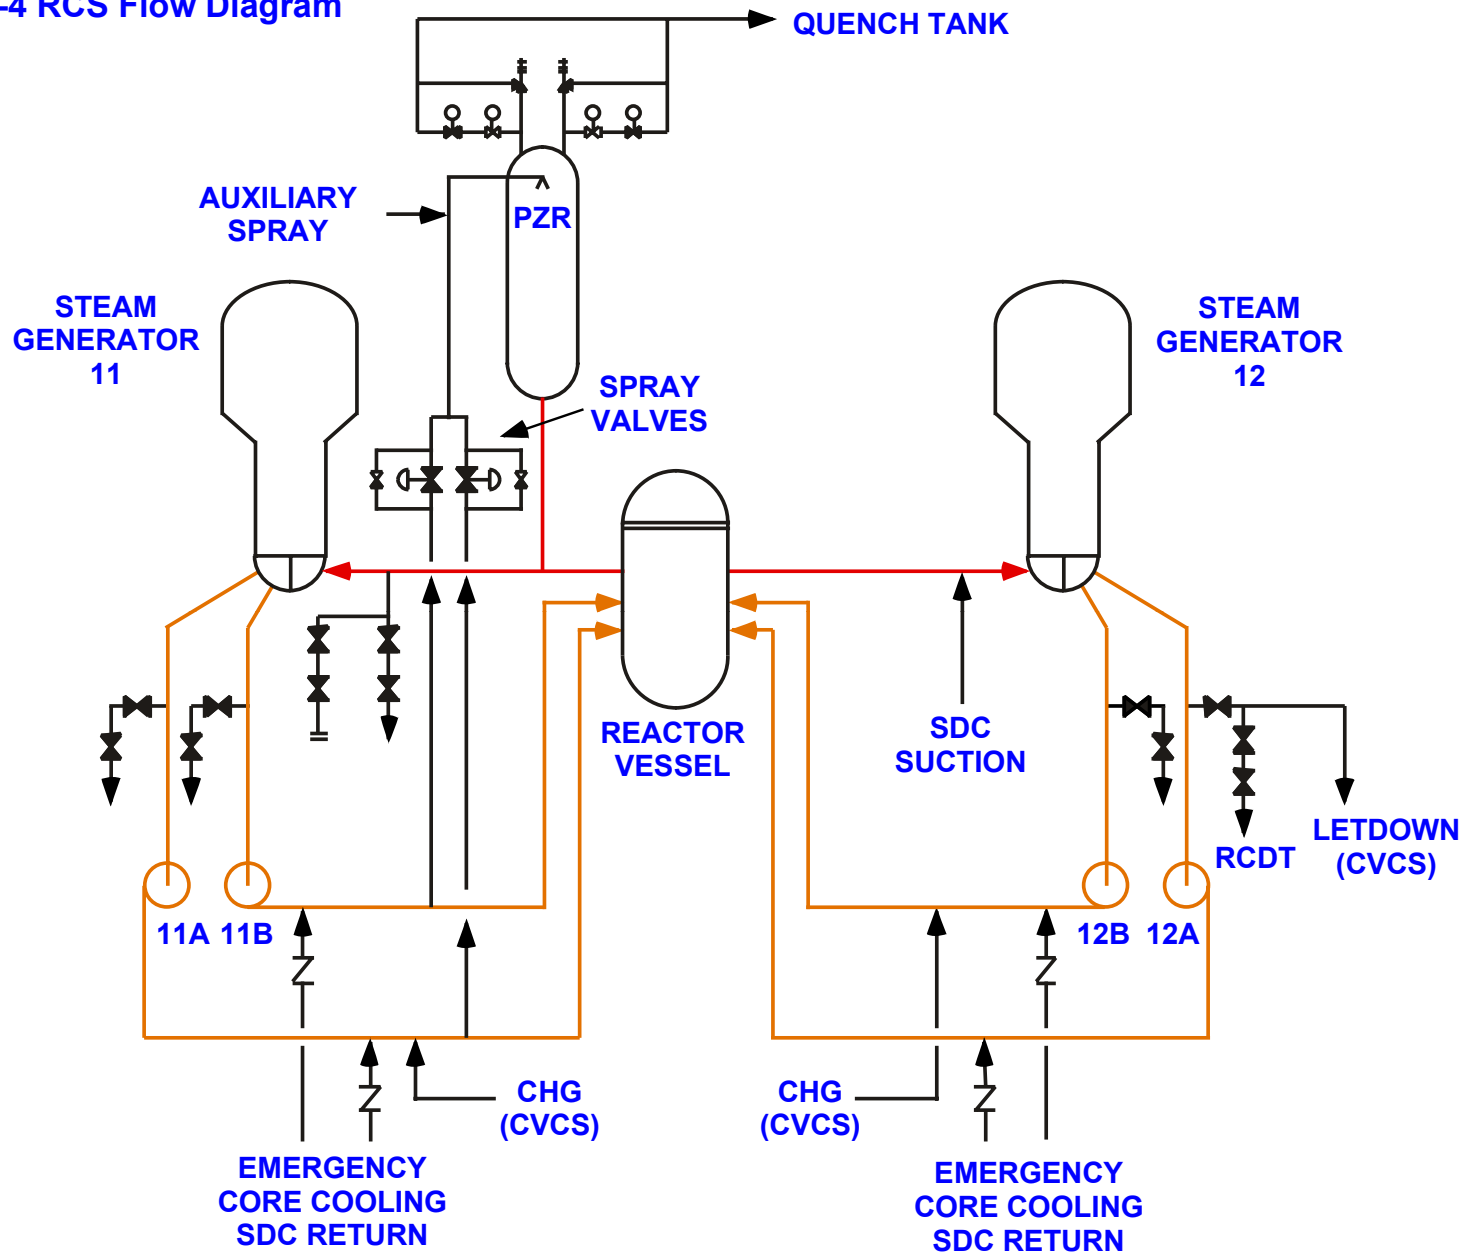 -4 RCS Flow Diagram
QUENCH TANK
AUXILIARY
SPRAY
PZR
STEAM
GENERATOR
11
STEAM
GENERATOR
12
SPRAY
VALVES
REACTOR
VESSEL
SDC
SUCTION
LETDOWN
(CVCS)
RCDT
11A 11B
12B 12A
CHG
(CVCS)
CHG
(CVCS)
EMERGENCY
CORE COOLING
SDC RETURN
EMERGENCY
CORE COOLING
SDC RETURN